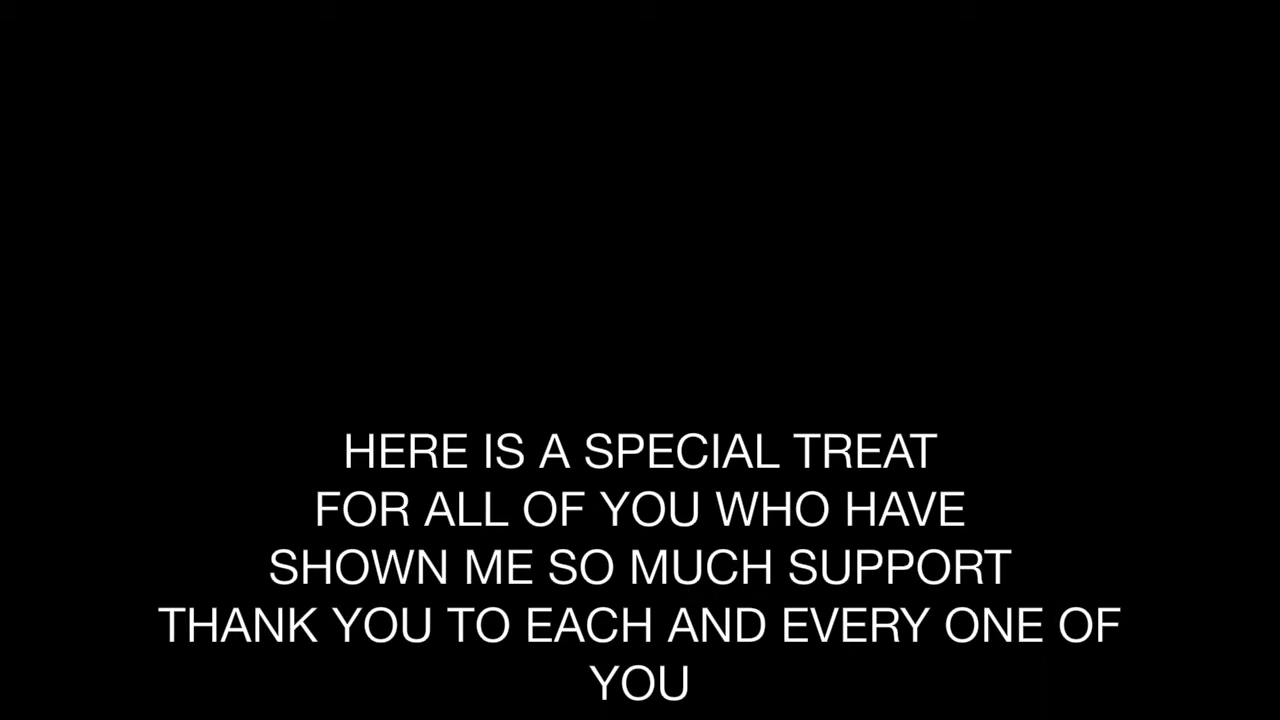 HERE IS A SPECIAL TREAT
FOR ALL OF YOU WHO HAVE
SHOWN ME SO MUCH SUPPORT
THANK YOU TO EACH AND EVERY ONE OF
YOU